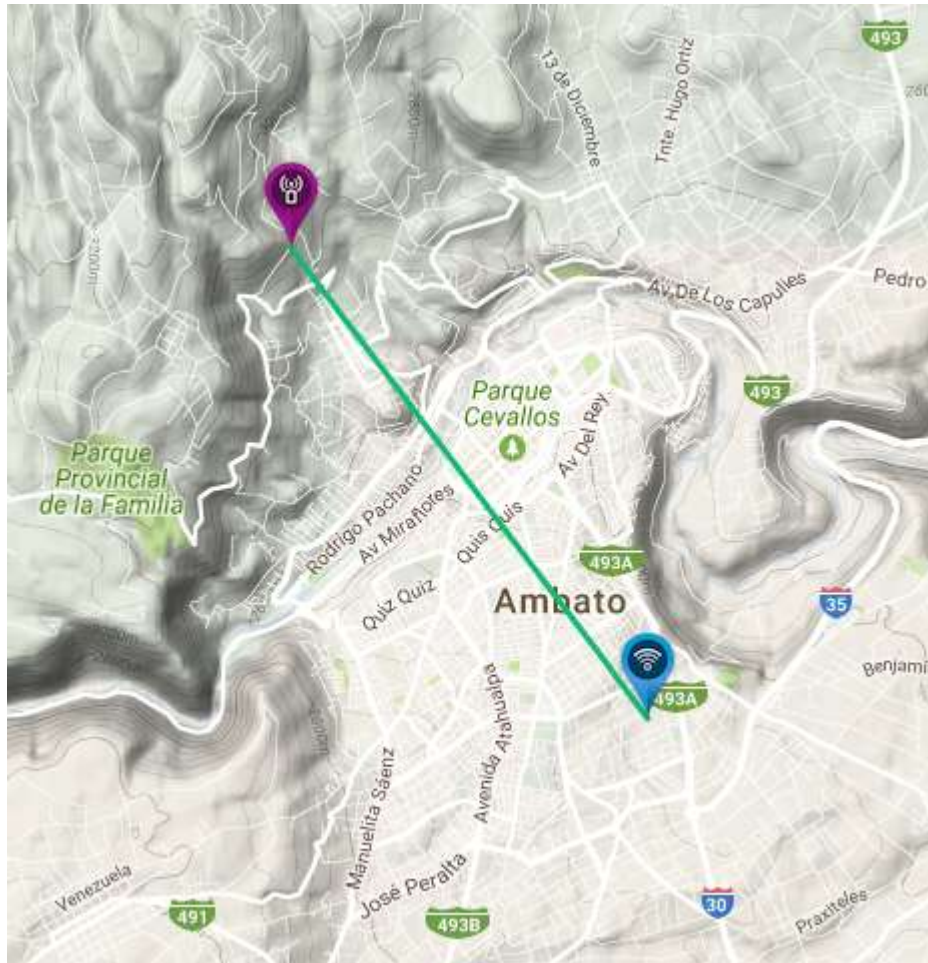 493
13 de Diciembre
Tnte. Hugo Ortiz
Av. De Los Capulles
Pedro
493
Parque
Cevallos
Av Del Rey
Parque
Provincial
de la Familia
Rodrigo Pachano
Av Miraflores
Quis Quis
493A
Quiz Quiz
Ambato
35
Benjamí
493A
Avenida Atahualpa
Manuelita Sáenz
José Peralta
Venezuela
491
493B
30
Praxiteles